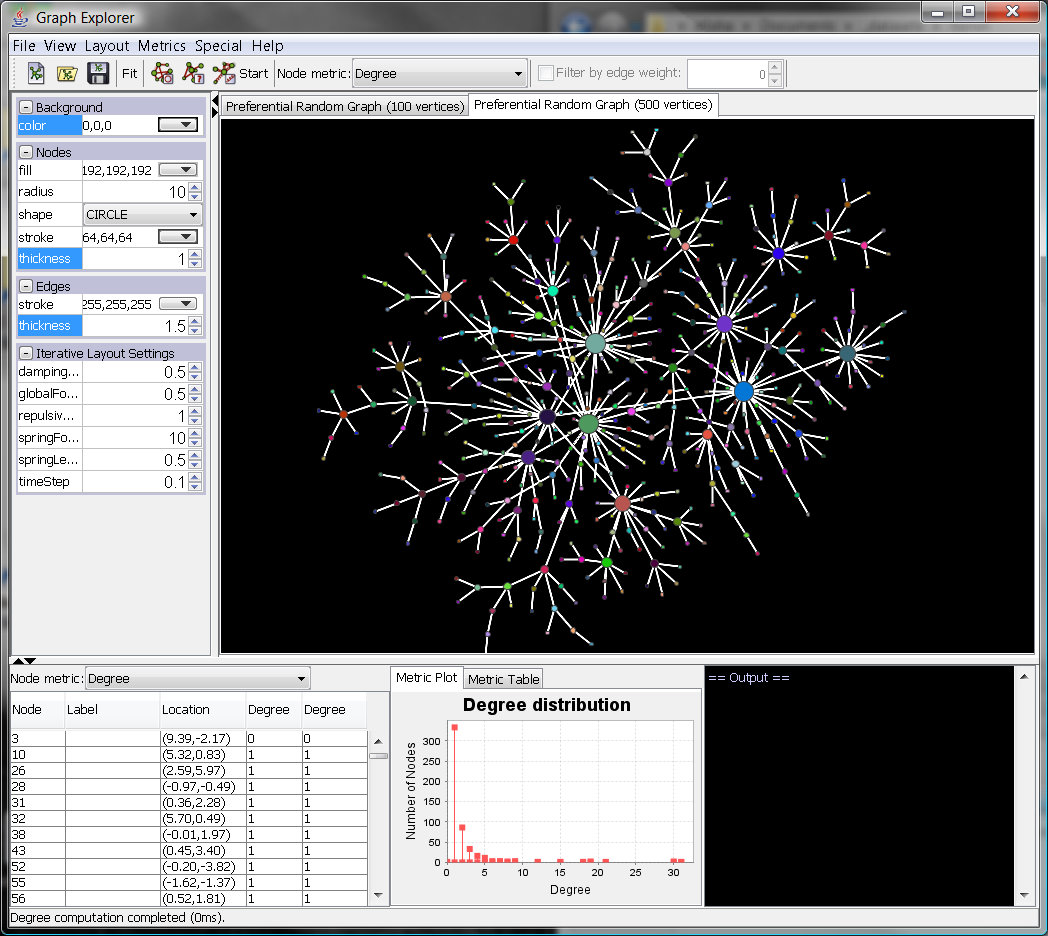 Graph Explorer
File View Layout Metrics Special Help
Fit Start Node metric: Degree Filter by edge weight: 0
Preferential Random Graph (100 vertices) Preferential Random Graph (500 vertices)
Background
color 0,0,0
Nodes
fill 192,192,192
radius 10
shape CIRCLE
stroke 64,64,64
thickness 1
Edges
stroke 255,255,255
thickness 1.5
Iterative Layout Settings
damping... 0.5
globalFo... 0.5
repulsiv... 1
springFo... 10
springLe... 0.5
timeStep 0.1
Node metric: Degree
Node Label Location Degree Degree
3 (9.39,-2.17) 0 0
10 (5.32,0.83) 1 1
26 (2.59,5.97) 1 1
28 (-0.97,-0.49) 1 1
31 (0.36,2.28) 1 1
32 (5.70,0.49) 1 1
38 (-0.01,1.97) 1 1
43 (0.45,3.40) 1 1
52 (-0.20,-3.82) 1 1
55 (-1.62,-1.37) 1 1
56 (0.52,1.81) 1 1
Metric Plot Metric Table
Degree distribution
Number of Nodes
300
250
200
150
100
50
0
0 5 10 15 20 25 30
Degree
== Output ==
Degree computation completed (0ms).